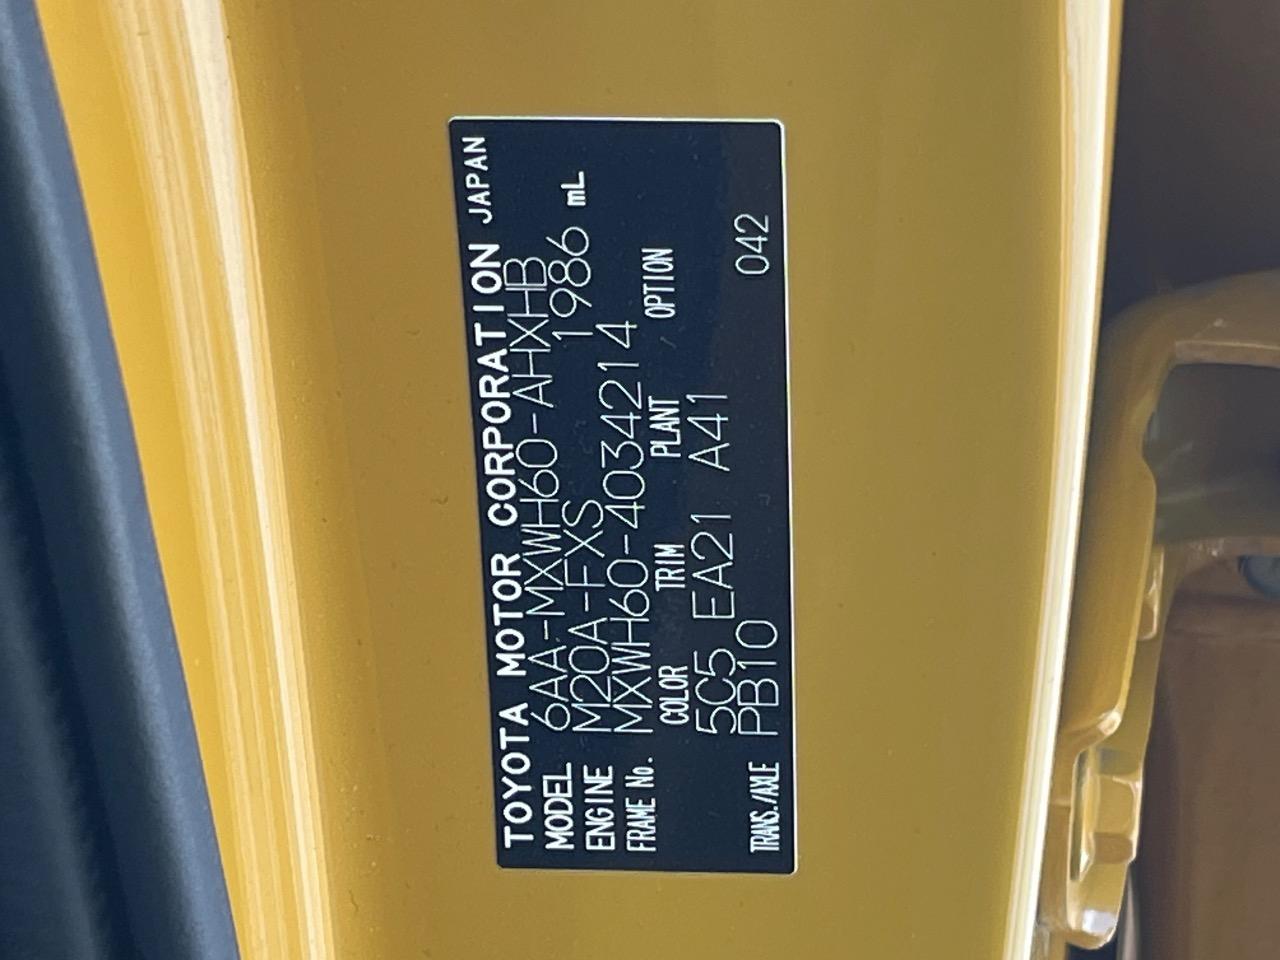 TOYOTA MOTOR CORPORATION JAPAN
MODEL 6AA-MXWH60-AHXHB
ENGINE M20A-FXS 1986 mL
FRAME No. MXWH60-4034214
COLOR TRIM PLANT OPTION
5C5 EA21 A41
TRANS./AXLE PB10 042